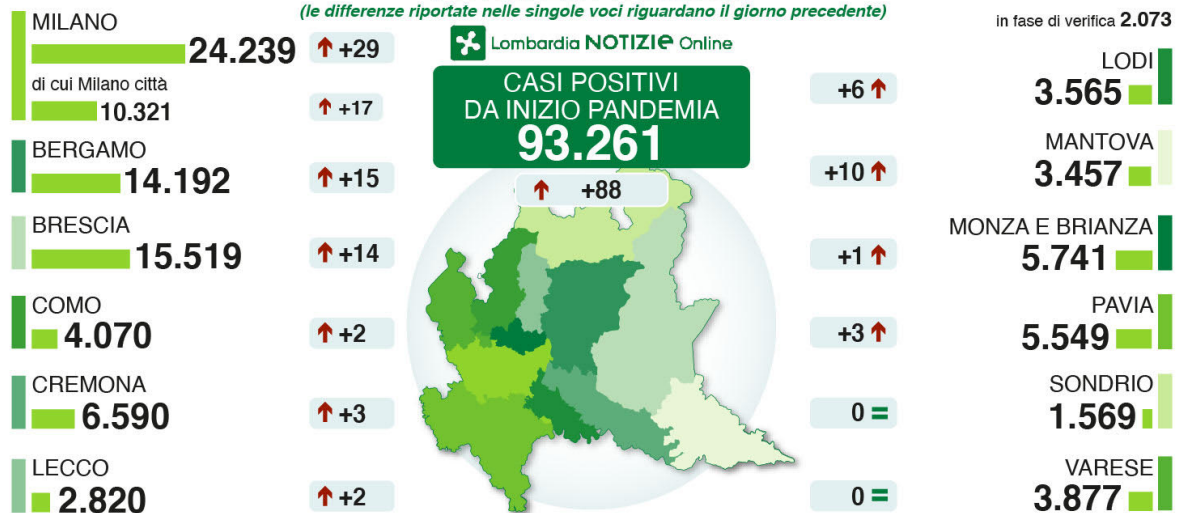 (le differenze riportate nelle singole voci riguardano il giorno precedente)
Lombardia NOTIZIE Online
CASI POSITIVI
DA INIZIO PANDEMIA
93.261
+88
MILANO
24.239
+29
di cui Milano città
10.321
+17
BERGAMO
14.192
+15
BRESCIA
15.519
+14
COMO
4.070
+2
CREMONA
6.590
+3
LECCO
2.820
+2
in fase di verifica 2.073
LODI
+6
3.565
MANTOVA
+10
3.457
MONZA E BRIANZA
+1
5.741
PAVIA
+3
5.549
SONDRIO
0 =
1.569
VARESE
0 =
3.877